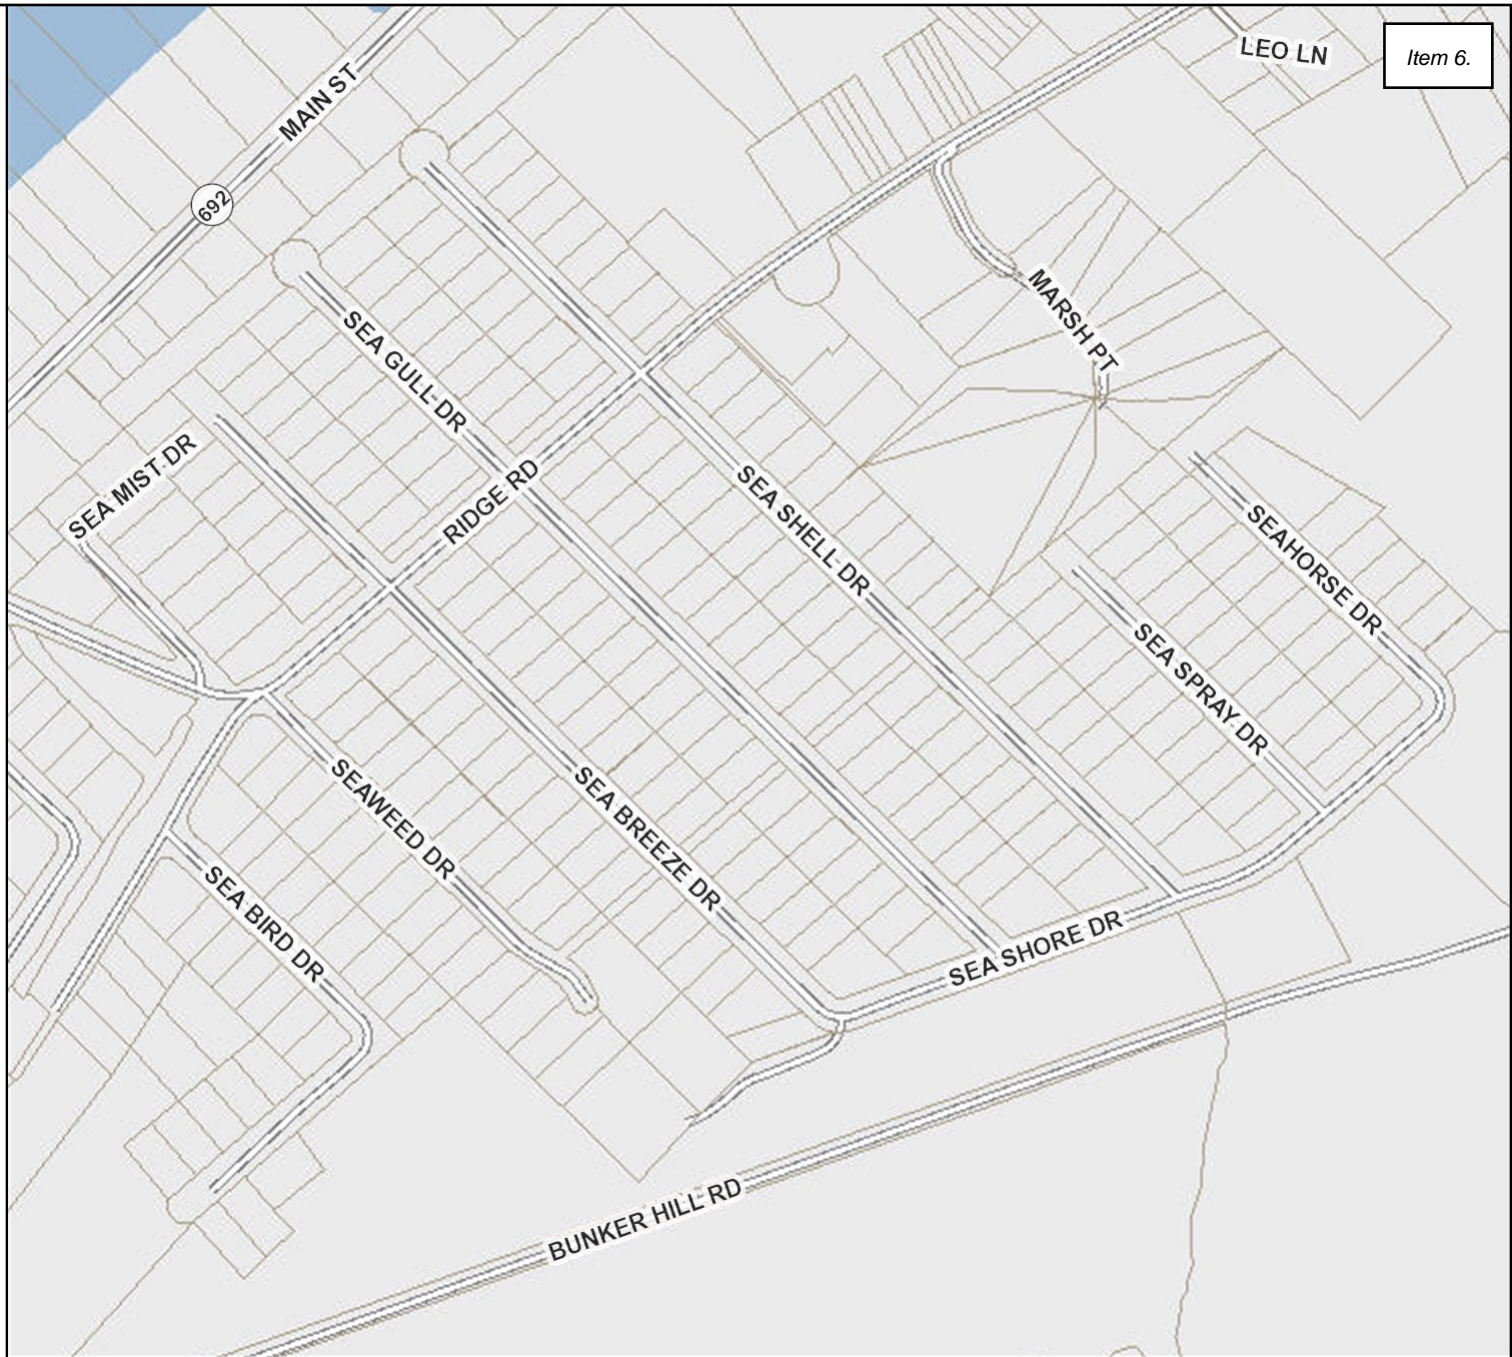 LEO LN
Item 6.
MAIN ST
692
MARSH PT
SEA GULL DR
SEA MIST DR
RIDGE RD
SEA SHELL DR
SEAHORSE DR
SEA SPRAY DR
SEAWEED DR
SEA BREEZE DR
SEA BIRD DR
SEA SHORE DR
BUNKER HILL RD